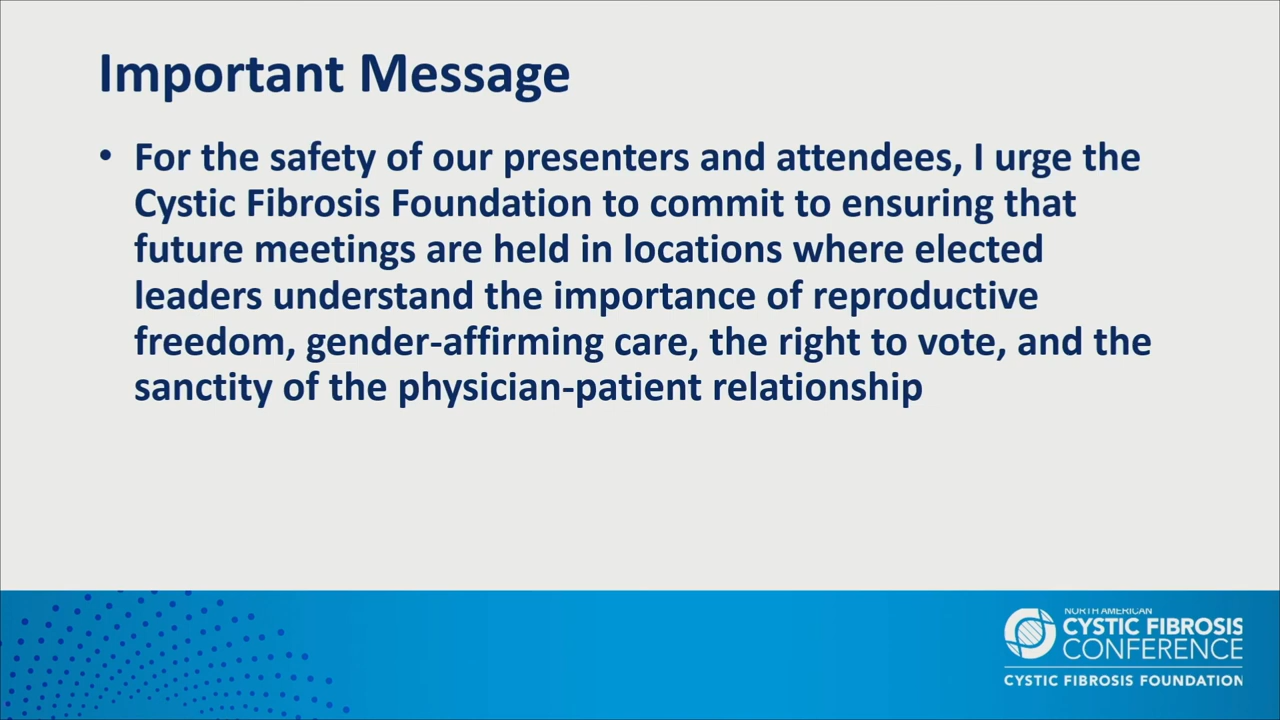 Important Message
• For the safety of our presenters and attendees, I urge the
Cystic Fibrosis Foundation to commit to ensuring that
future meetings are held in locations where elected
leaders understand the importance of reproductive
freedom, gender-affirming care, the right to vote, and the
sanctity of the physician-patient relationship
NORTH AMERICAN
CYSTIC FIBROSIS
CONFERENCE
CYSTIC FIBROSIS FOUNDATION